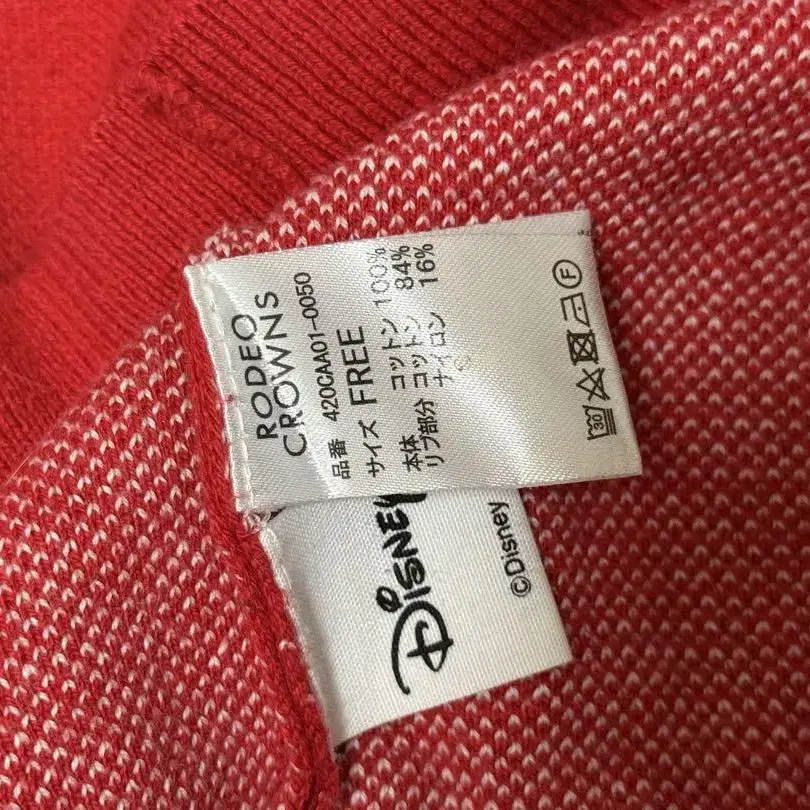 RODEO
CROWNS
品番 420CAA01-0050
サイズ FREE
本体 コットン 100%
リブ部分 コットン 84%
ナイロン 16%
30
F
DISNEY
©Disney